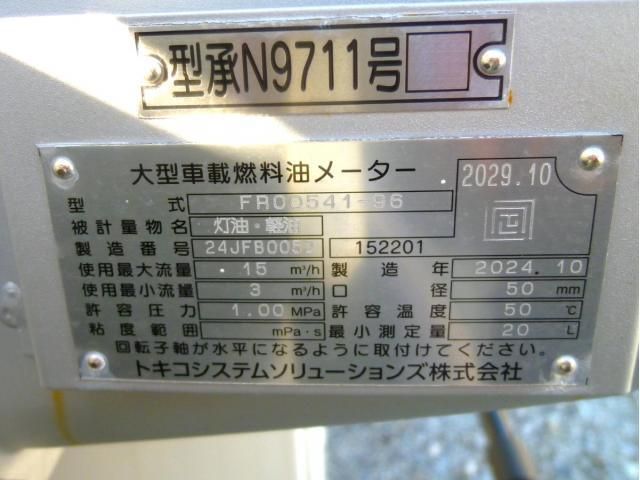 型承N9711号
大型車載燃料油メーター 2029.10
型式 FR00541-96
被計量物名 灯油・軽油
製造番号 24JFB0052 152201
使用最大流量 15 m³/h 製造年 2024.10
使用最小流量 3 m³/h 口径 50 mm
許容圧力 1.00 MPa 許容温度 50 ℃
粘度範囲 mPa・s 最小測定量 20 L
回転子軸が水平になるように取付けてください。
トキコシステムソリューションズ株式会社